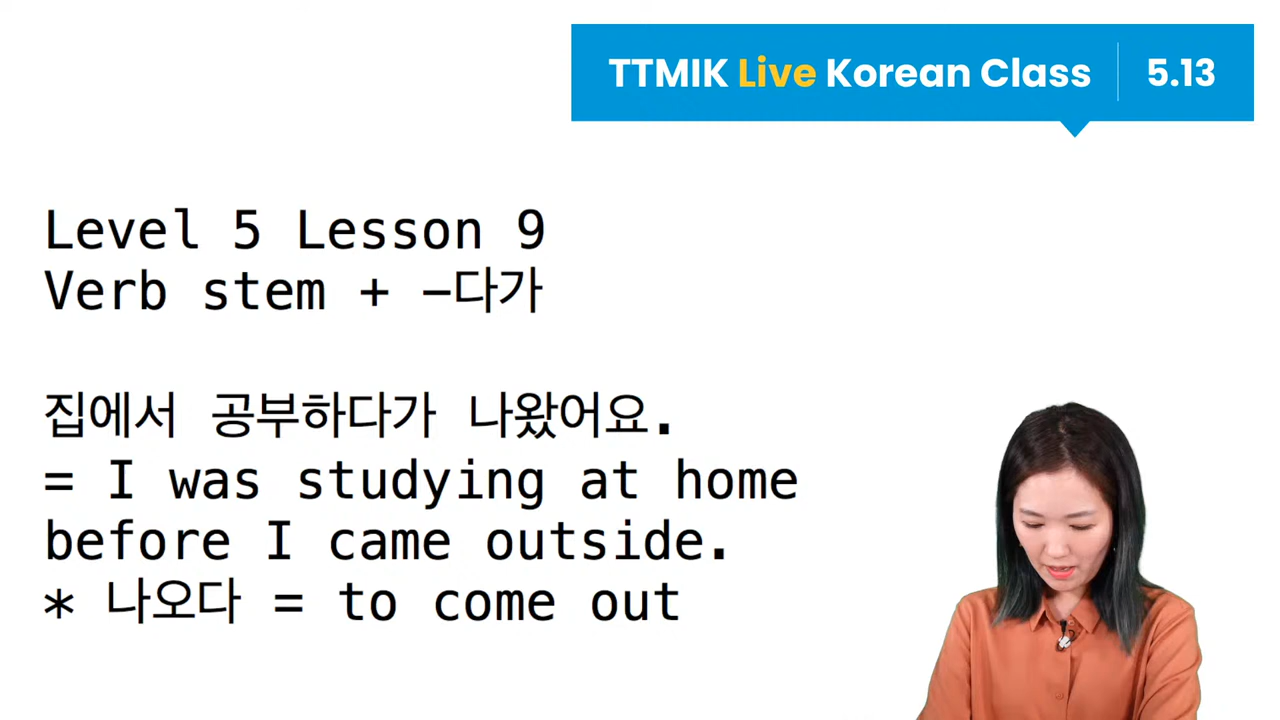 TTMIK Live Korean Class 5.13
Level 5 Lesson 9
Verb stem + -다가
집에서 공부하다가 나왔어요.
= I was studying at home
before I came outside.
* 나오다 = to come out